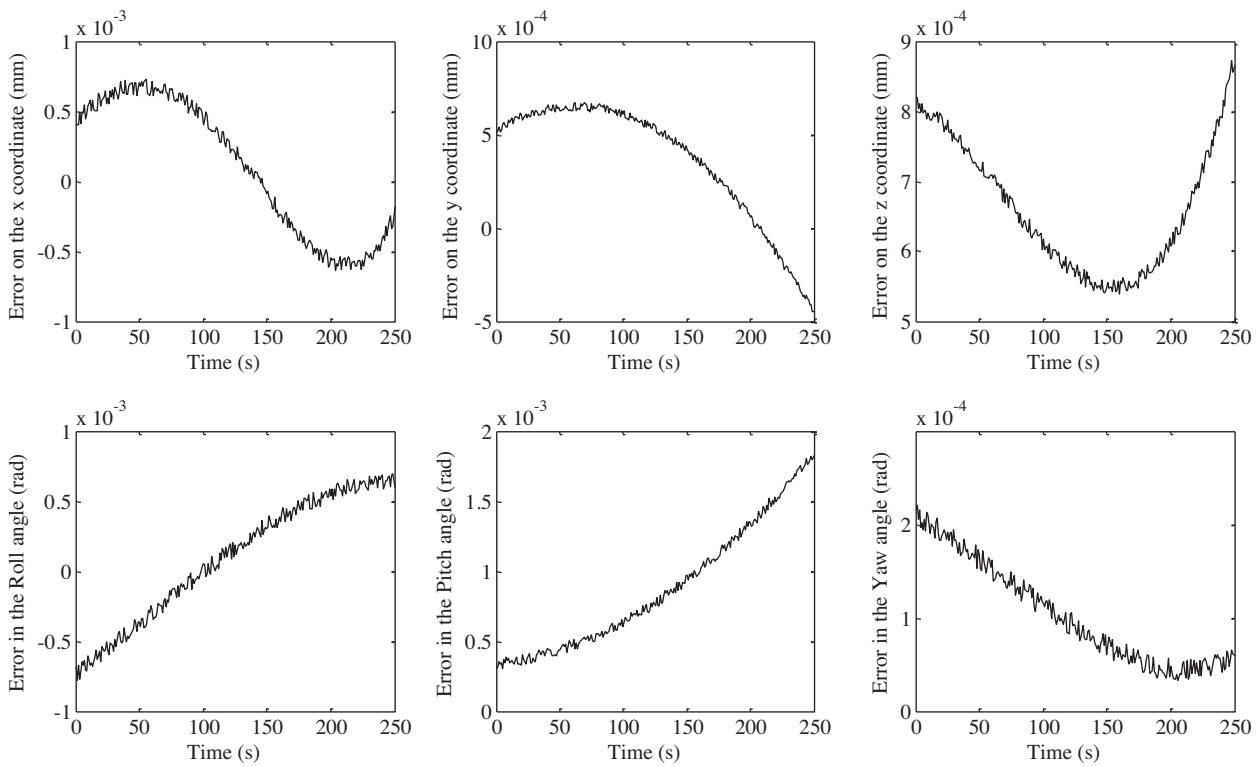 x 10-3
1
0.5
0
-0.5
-1
0 50 100 150 200 250
Time (s)
Error on the x coordinate (mm)
x 10-4
10
5
0
-5
0 50 100 150 200 250
Time (s)
Error on the y coordinate (mm)
x 10-4
9
8
7
6
5
0 50 100 150 200 250
Time (s)
Error on the z coordinate (mm)
x 10-3
1
0.5
0
-0.5
-1
0 50 100 150 200 250
Time (s)
Error in the Roll angle (rad)
x 10-3
2
1.5
1
0.5
0
0 50 100 150 200 250
Time (s)
Error in the Pitch angle (rad)
x 10-4
2
1
0
0 50 100 150 200 250
Time (s)
Error in the Yaw angle (rad)